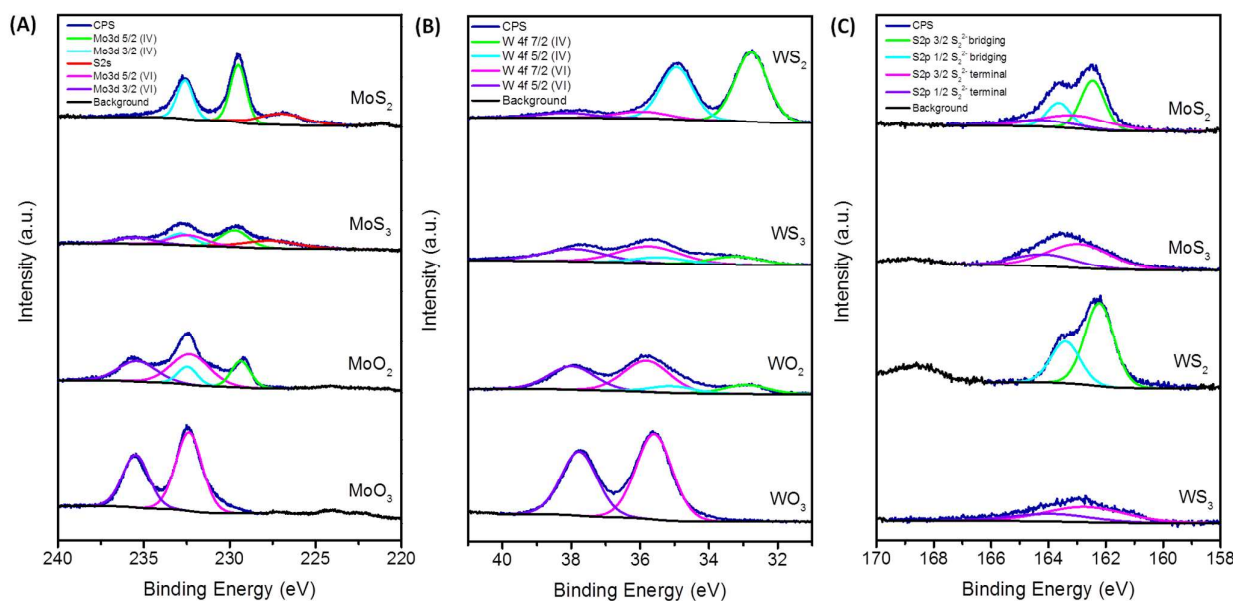 (A)
CPS
Mo3d 5/2 (IV)
Mo3d 3/2 (IV)
S2s
Mo3d 5/2 (VI)
Mo3d 3/2 (VI)
Background
MoS₂
MoS₃
MoO₂
MoO₃
Intensity (a.u.)
240 235 230 225 220
Binding Energy (eV)
(B)
CPS
W 4f 7/2 (IV)
W 4f 5/2 (IV)
W 4f 7/2 (VI)
W 4f 5/2 (VI)
Background
WS₂
WS₃
WO₂
WO₃
Intensity (a.u.)
40 38 36 34 32
Binding Energy (eV)
(C)
CPS
S2p 3/2 S₂²⁻ bridging
S2p 1/2 S₂²⁻ bridging
S2p 3/2 S₂²⁻ terminal
S2p 1/2 S₂²⁻ terminal
Background
MoS₂
MoS₃
WS₂
WS₃
Intensity (a.u.)
170 168 166 164 162 160 158
Binding Energy (eV)